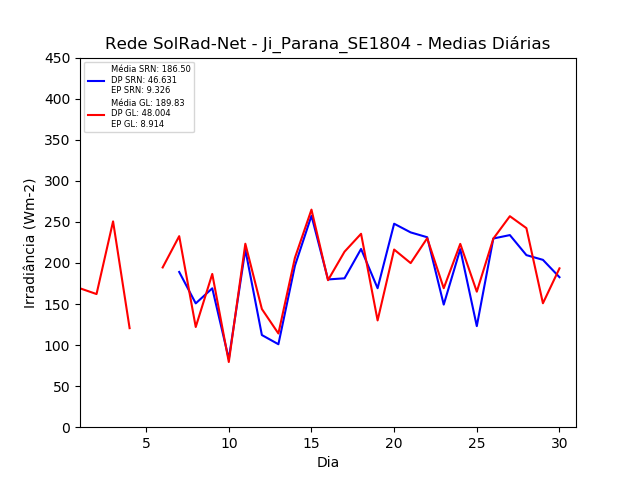 Rede SolRad-Net - Ji_Parana_SE1804 - Medias Diárias
450
400
350
300
250
200
150
100
50
0
Irradiância (Wm-2)
Média SRN: 186.50
DP SRN: 46.631
EP SRN: 9.326
Média GL: 189.83
DP GL: 48.004
EP GL: 8.914
5
10
15
20
25
30
Dia